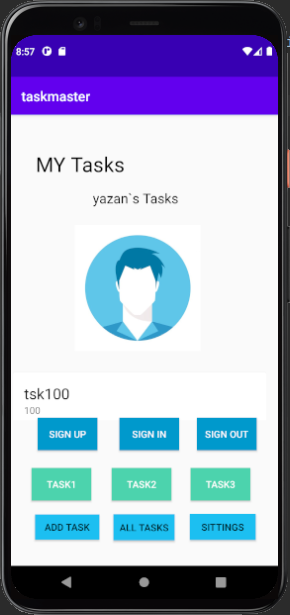 8:57
taskmaster
MY Tasks
yazan`s Tasks
tsk100
100
SIGN UP SIGN IN SIGN OUT
TASK1 TASK2 TASK3
ADD TASK ALL TASKS SITTINGS